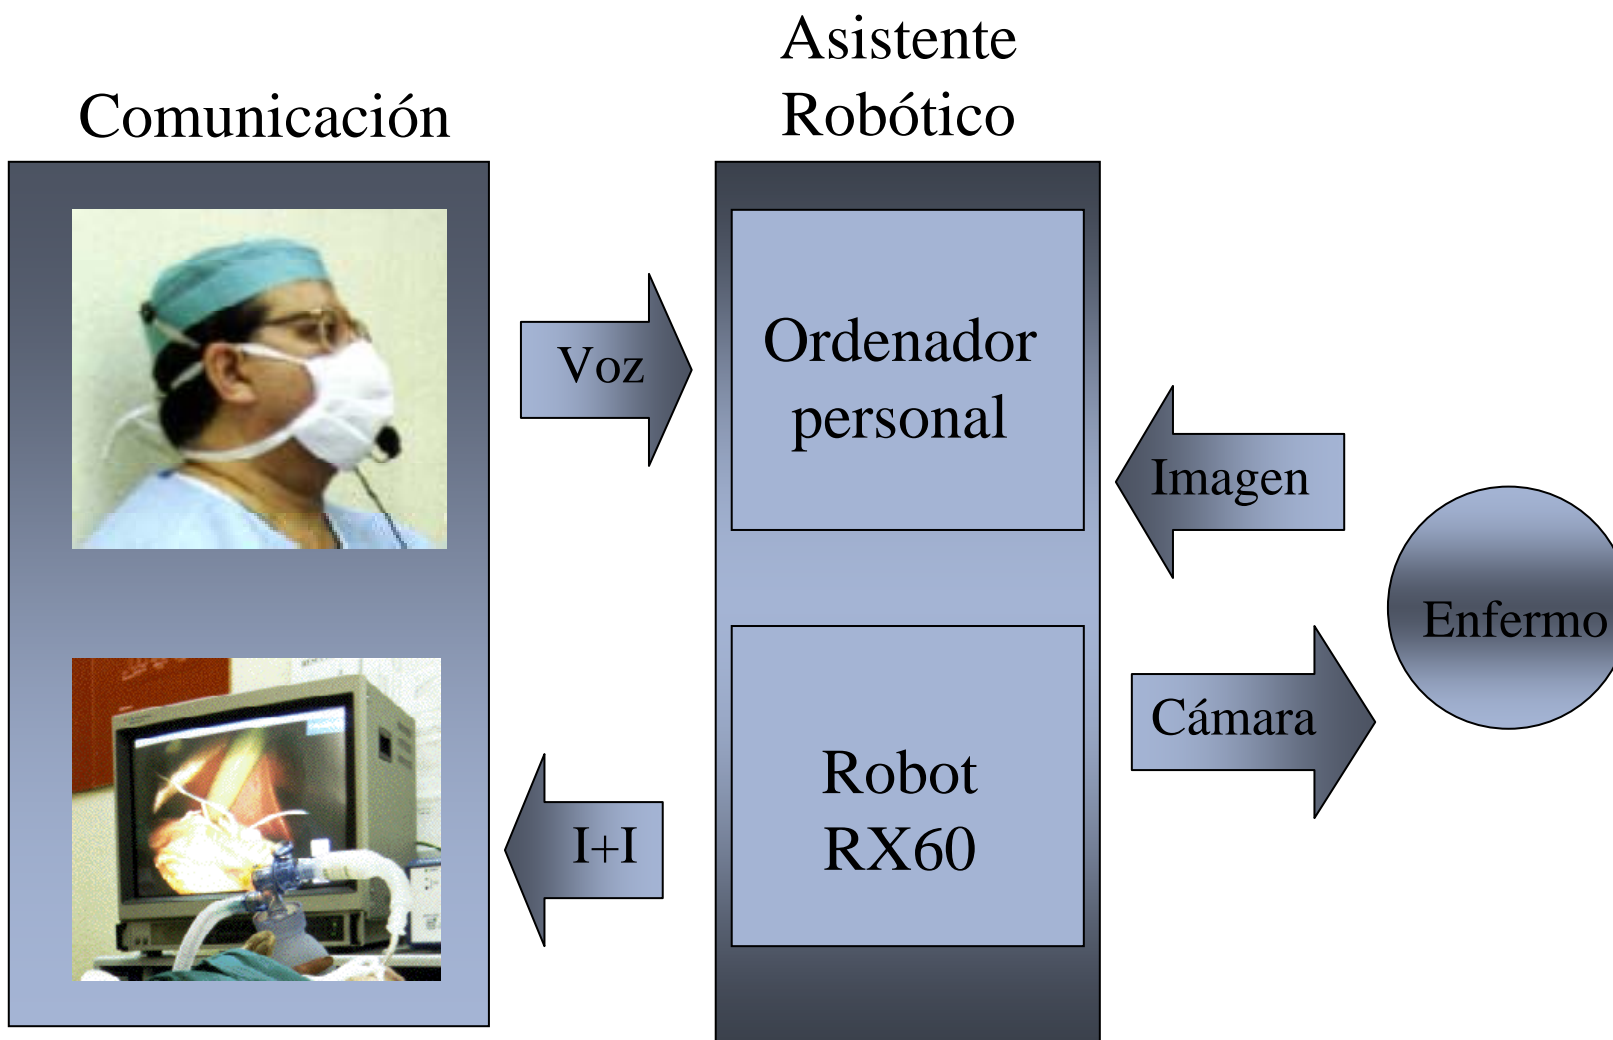 Comunicación
Asistente
Robótico
Voz
Ordenador
personal
Imagen
Enfermo
Cámara
Robot
RX60
I+I